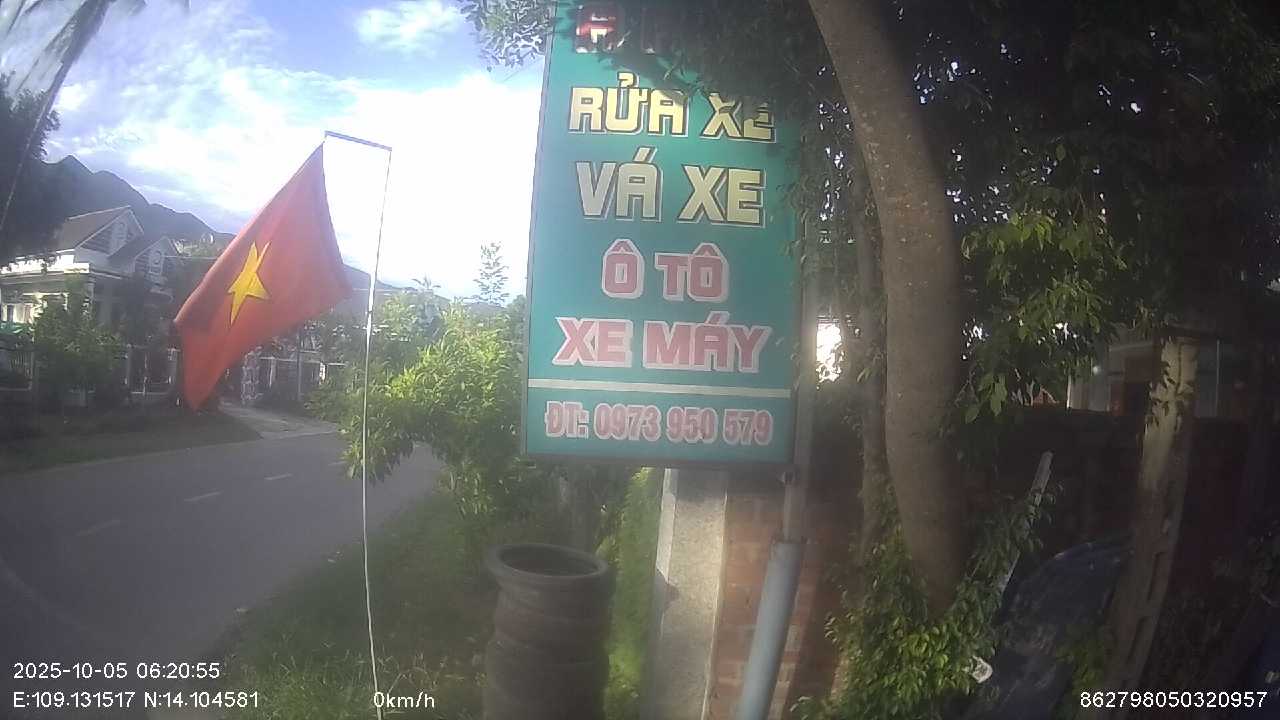 RỬA XE
VÁ XE
Ô TÔ
XE MÁY
ĐT: 0973 950 579
2025-10-05 06:20:55
E:109.131517 N:14.104581
0km/h
862798050320957